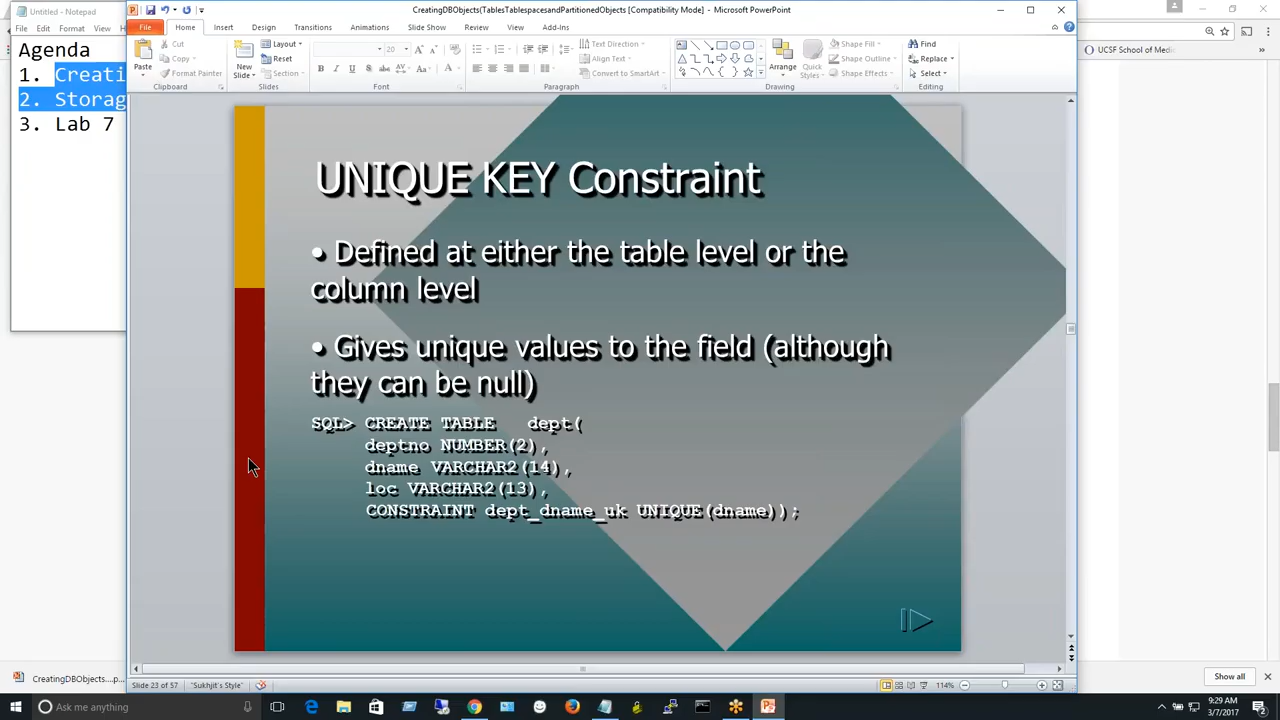 Untitled - Notepad
File
Edit
Format
View
Agenda
1. Creati
2. Storag
3. Lab 7
CreatingDBObjects(TablesTablespacesandPartitionedObjects [Compatibility Mode] - Microsoft PowerPoint
File
Home
Insert
Design
Transitions
Animations
Slide Show
Review
View
Add-Ins
Paste
Cut
Copy
Format Painter
Clipboard
New
Slide
Layout
Reset
Section
Slides
20
Font
Text Direction
Align Text
Convert to SmartArt
Paragraph
Arrange
Quick
Styles
Shape Fill
Shape Outline
Shape Effects
Drawing
Find
Replace
Select
Editing
UCSF School of Medi
UNIQUE KEY Constraint
• Defined at either the table level or the
column level
• Gives unique values to the field (although
they can be null)
SQL> CREATE TABLE dept(
deptno NUMBER(2),
dname VARCHAR2(14),
loc VARCHAR2(13),
CONSTRAINT dept_dname_uk UNIQUE(dname));
Slide 23 of 57
"Sukhjit's Style"
114%
CreatingDBObjects....p...
Show all
Ask me anything
9:29 AM
3/7/2017